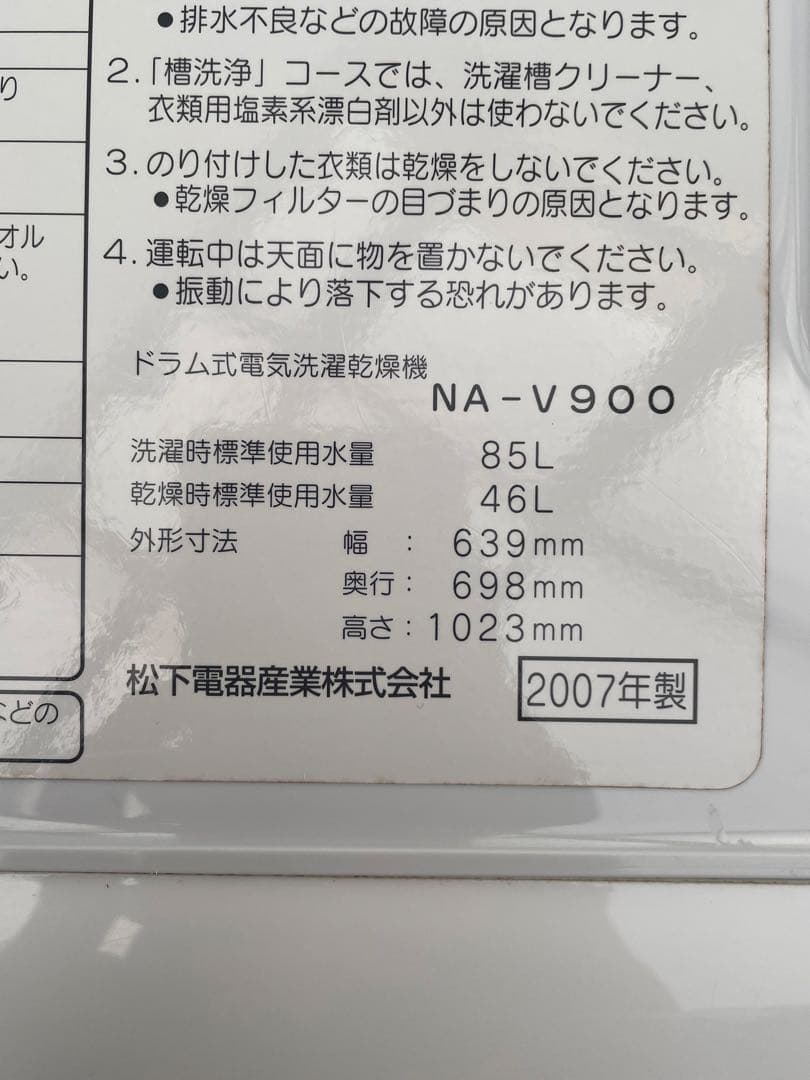 ●排水不良などの故障の原因となります。
2.「槽洗浄」コースでは、洗濯槽クリーナー、
衣類用塩素系漂白剤以外は使わないでください。
3.のり付けした衣類は乾燥をしないでください。
●乾燥フィルターの目づまりの原因となります。
4.運転中は天面に物を置かないでください。
●振動により落下する恐れがあります。
り
オル
い。
などの
ドラム式電気洗濯乾燥機
NA-V900
洗濯時標準使用水量 85L
乾燥時標準使用水量 46L
外形寸法 幅 : 639mm
奥行: 698mm
高さ: 1023mm
松下電器産業株式会社 2007年製